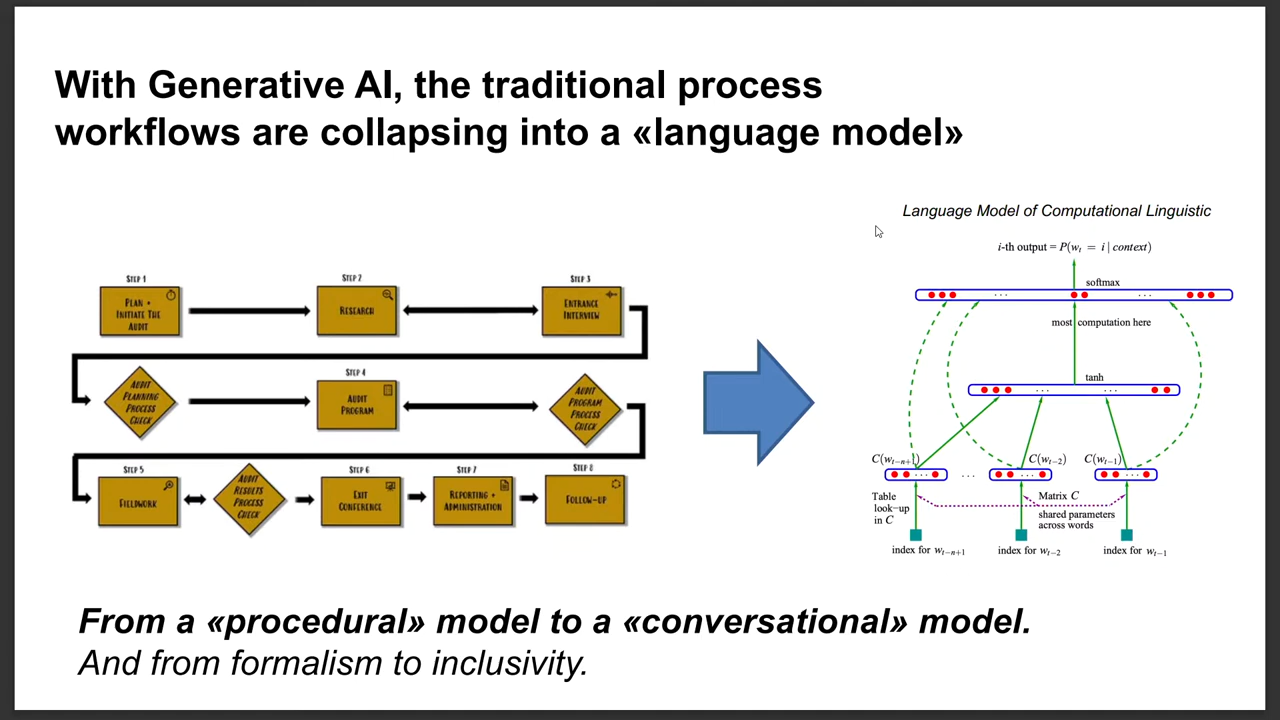 With Generative AI, the traditional process
workflows are collapsing into a «language model»
Language Model of Computational Linguistic
STEP 1
PLAN +
INITIATE THE
AUDIT
STEP 2
RESEARCH
STEP 3
ENTRANCE
INTERVIEW
AUDIT
PLANNING
PROCESS
CHECK
STEP 4
AUDIT
PROGRAM
AUDIT
PROGRAM
PROCESS
CHECK
STEP 5
FIELDWORK
AUDIT
RESULTS
PROCESS
CHECK
STEP 6
EXIT
CONFERENCE
STEP 7
REPORTING +
ADMINISTRATION
STEP 8
FOLLOW-UP
i-th output = P(wt = i | context)
softmax
... ...
most computation here
tanh
... ...
C(wt−n+1) C(wt−2) C(wt−1)
... ... ... ...
Table
look−up
in C
Matrix C
shared parameters
across words
index for wt−n+1 index for wt−2 index for wt−1
From a «procedural» model to a «conversational» model.
And from formalism to inclusivity.